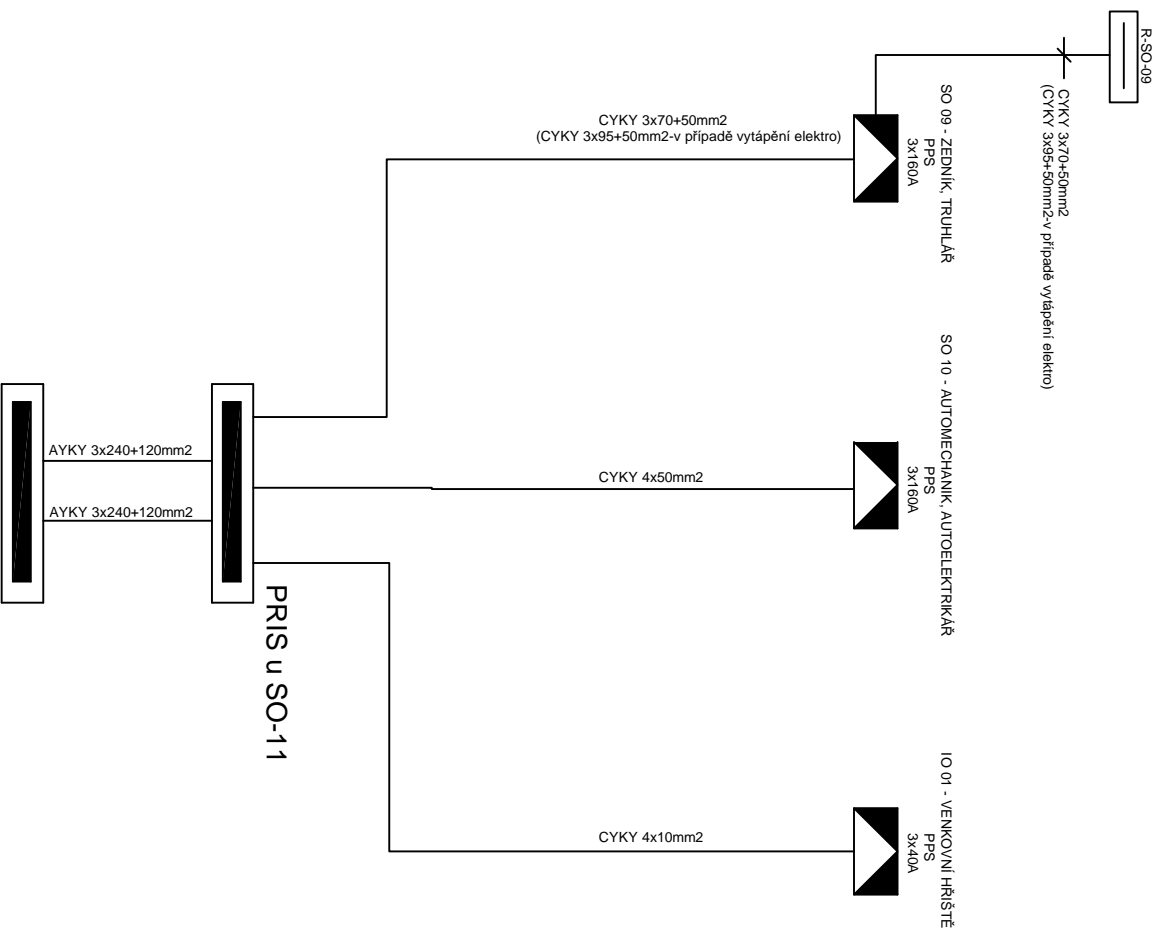 R-SO-09
CYKY 3x70+50mm2
(CYKY 3x95+50mm2-v případě vytápění elektro)
SO 09 - ZEDNÍK, TRUHLÁŘ
PPS
3x160A
CYKY 3x70+50mm2
(CYKY 3x95+50mm2-v případě vytápění elektro)
SO 10 - AUTOMECHANIK, AUTOELEKTRIKÁŘ
PPS
3x160A
CYKY 4x50mm2
IO 01 - VENKOVNÍ HŘIŠTĚ
PPS
3x40A
CYKY 4x10mm2
PRIS u SO-11
AYKY 3x240+120mm2
AYKY 3x240+120mm2